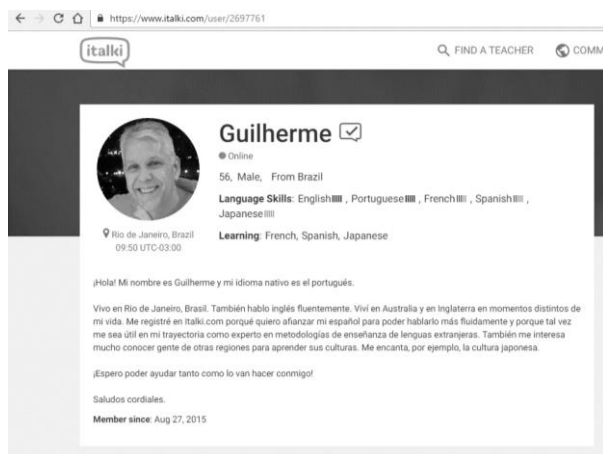 https://www.italki.com/user/2697761
italki
FIND A TEACHER
COMM
Guilherme
Online
56, Male, From Brazil
Language Skills: English , Portuguese , French , Spanish ,
Japanese
Rio de Janeiro, Brazil
09:50 UTC-03:00
Learning: French, Spanish, Japanese
¡Hola! Mi nombre es Guilherme y mi idioma nativo es el portugués.
Vivo en Rio de Janeiro, Brasil. También hablo inglés fluentemente. Viví en Australia y en Inglaterra en momentos distintos de
mi vida. Me registré en Italki.com porqué quiero afianzar mi español para poder hablarlo más fluidamente y porque tal vez
me sea útil en mi trayectoria como experto en metodologías de enseñanza de lenguas extranjeras. También me interesa
mucho conocer gente de otras regiones para aprender sus culturas. Me encanta, por ejemplo, la cultura japonesa.
¡Espero poder ayudar tanto como lo van hacer conmigo!
Saludos cordiales.
Member since: Aug 27, 2015